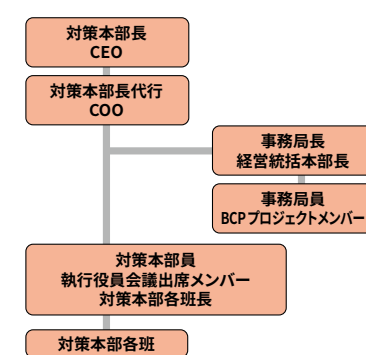 対策本部長
CEO
対策本部長代行
COO
事務局長
経営統括本部長
事務局員
BCPプロジェクトメンバー
対策本部員
執行役員会議出席メンバー
対策本部各班長
対策本部各班